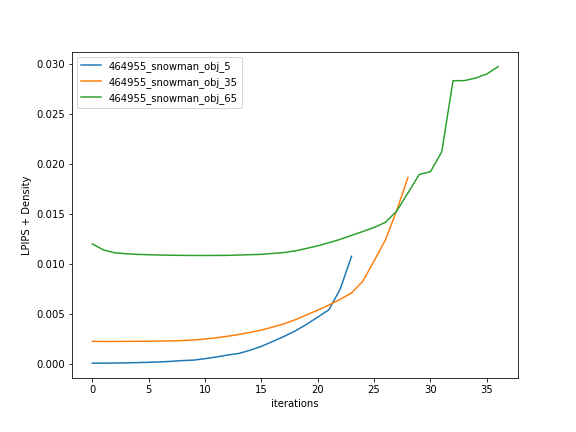 464955_snowman_obj_5
464955_snowman_obj_35
464955_snowman_obj_65
LPIPS + Density
0.030
0.025
0.020
0.015
0.010
0.005
0.000
0 5 10 15 20 25 30 35
iterations